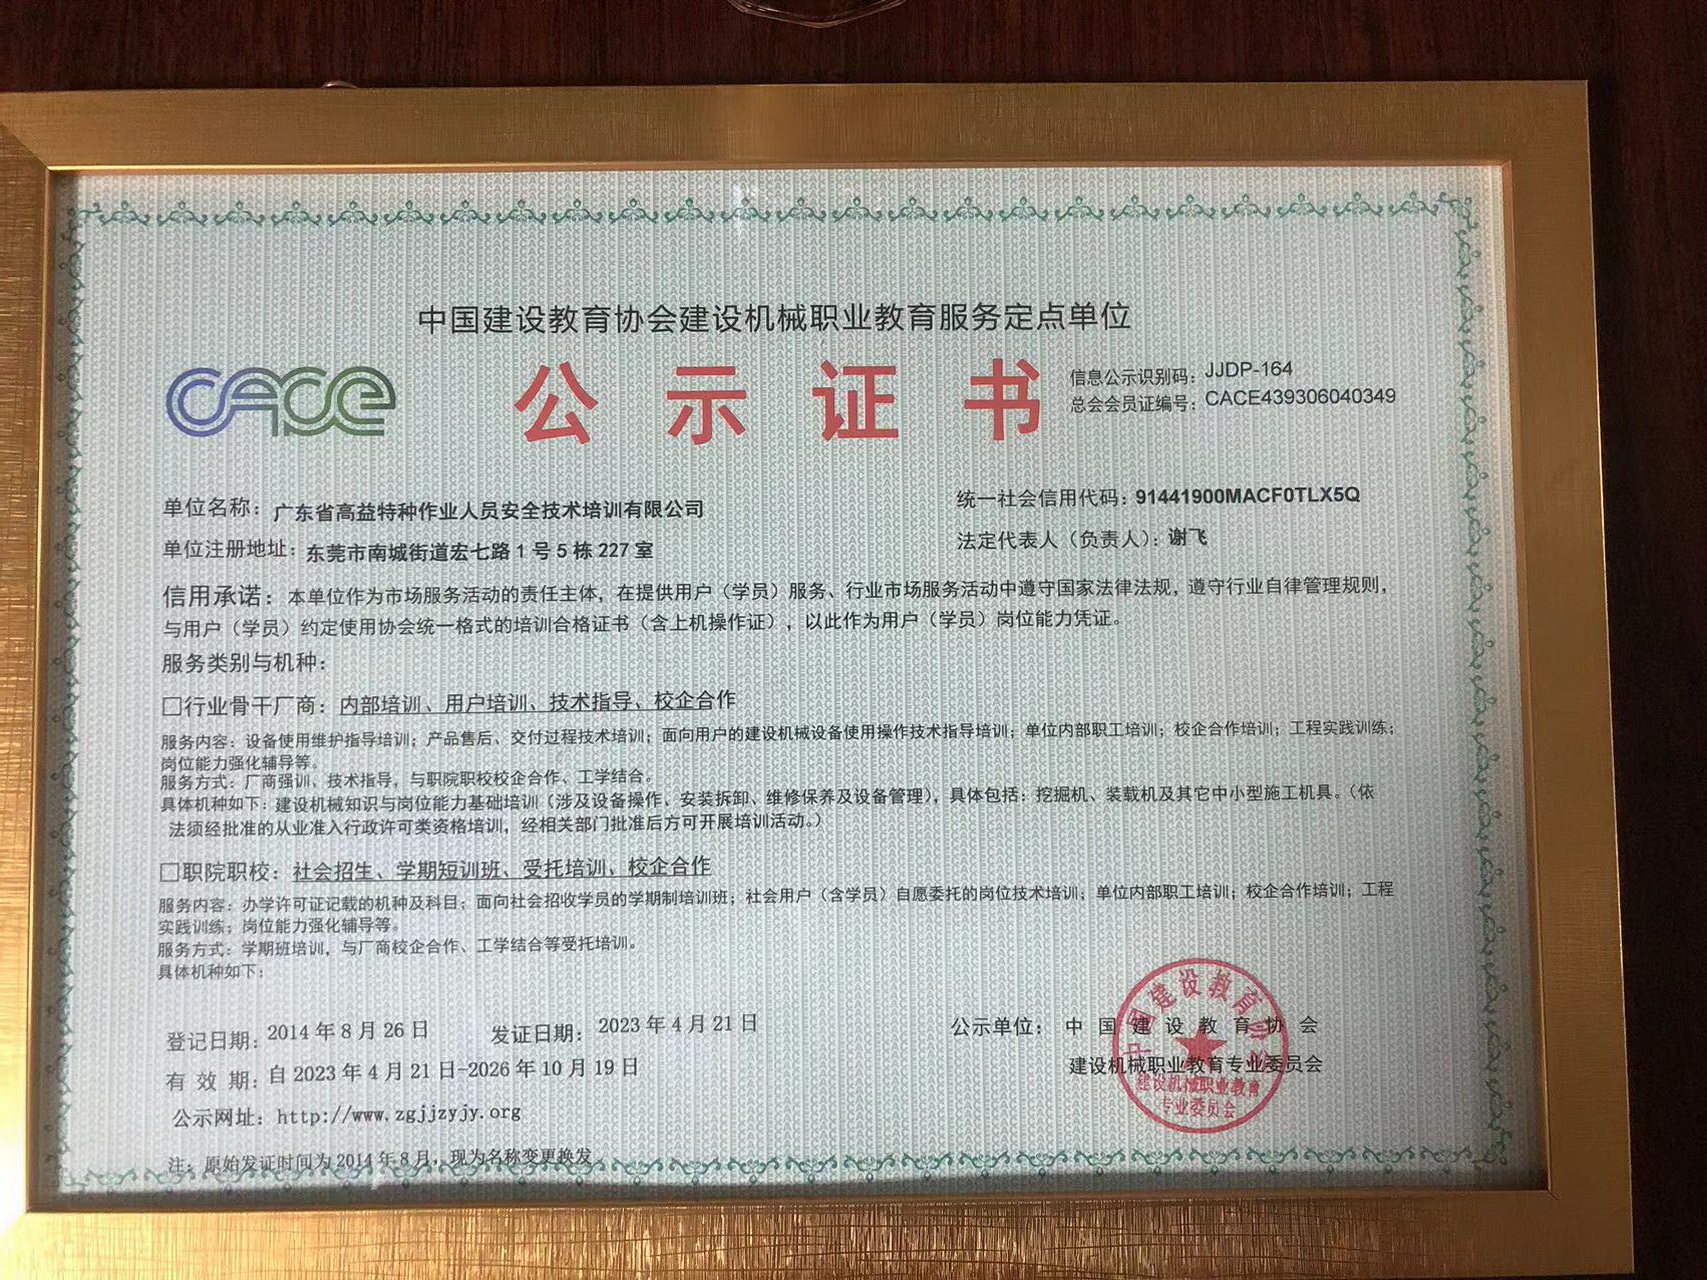 中国建设教育协会建设机械职业教育服务定点单位
CACE
公示证书
信息公示识别码：JJDP-164
总会会员证编号：CACE439306040349
单位名称：广东省高益特种作业人员安全技术培训有限公司
统一社会信用代码：91441900MACF0TLX5Q
单位注册地址：东莞市南城街道宏七路1号5栋227室
法定代表人（负责人）：谢飞
信用承诺：本单位作为市场服务活动的责任主体，在提供用户（学员）服务、行业市场服务活动中遵守国家法律法规，遵守行业自律管理规则，
与用户（学员）约定使用协会统一格式的培训合格证书（含上机操作证），以此作为用户（学员）岗位能力凭证。
服务类别与机种：
□行业骨干厂商：内部培训、用户培训、技术指导、校企合作
服务内容：设备使用维护指导培训；产品售后、交付过程技术培训；面向用户的建设机械设备使用操作技术指导培训；单位内部职工培训；校企合作培训；工程实践训练；
岗位能力强化辅导等。
服务方式：厂商强训、技术指导，与职院职校校企合作、工学结合。
具体机种如下：建设机械知识与岗位能力基础培训（涉及设备操作、安装拆卸、维修保养及设备管理），具体包括：挖掘机、装载机及其它中小型施工机具。（依
法须经批准的从业准入行政许可类资格培训，经相关部门批准后方可开展培训活动。）
□职院职校：社会招生、学期短训班、受托培训、校企合作
服务内容：办学许可证记载的机种及科目；面向社会招收学员的学期制培训班；社会用户（含学员）自愿委托的岗位技术培训；单位内部职工培训；校企合作培训；工程
实践训练；岗位能力强化辅导等。
服务方式：学期班培训，与厂商校企合作、工学结合等受托培训。
具体机种如下：
登记日期：2014年8月26日
发证日期：2023年4月21日
公示单位：中国建设教育协会
建设机械职业教育专业委员会
有效期：自2023年4月21日-2026年10月19日
公示网址：http://www.zgjjzyjy.org
注：原始发证时间为2014年8月，现为名称变更换发
中国建设教育协会
建设机械职业教育
专业委员会